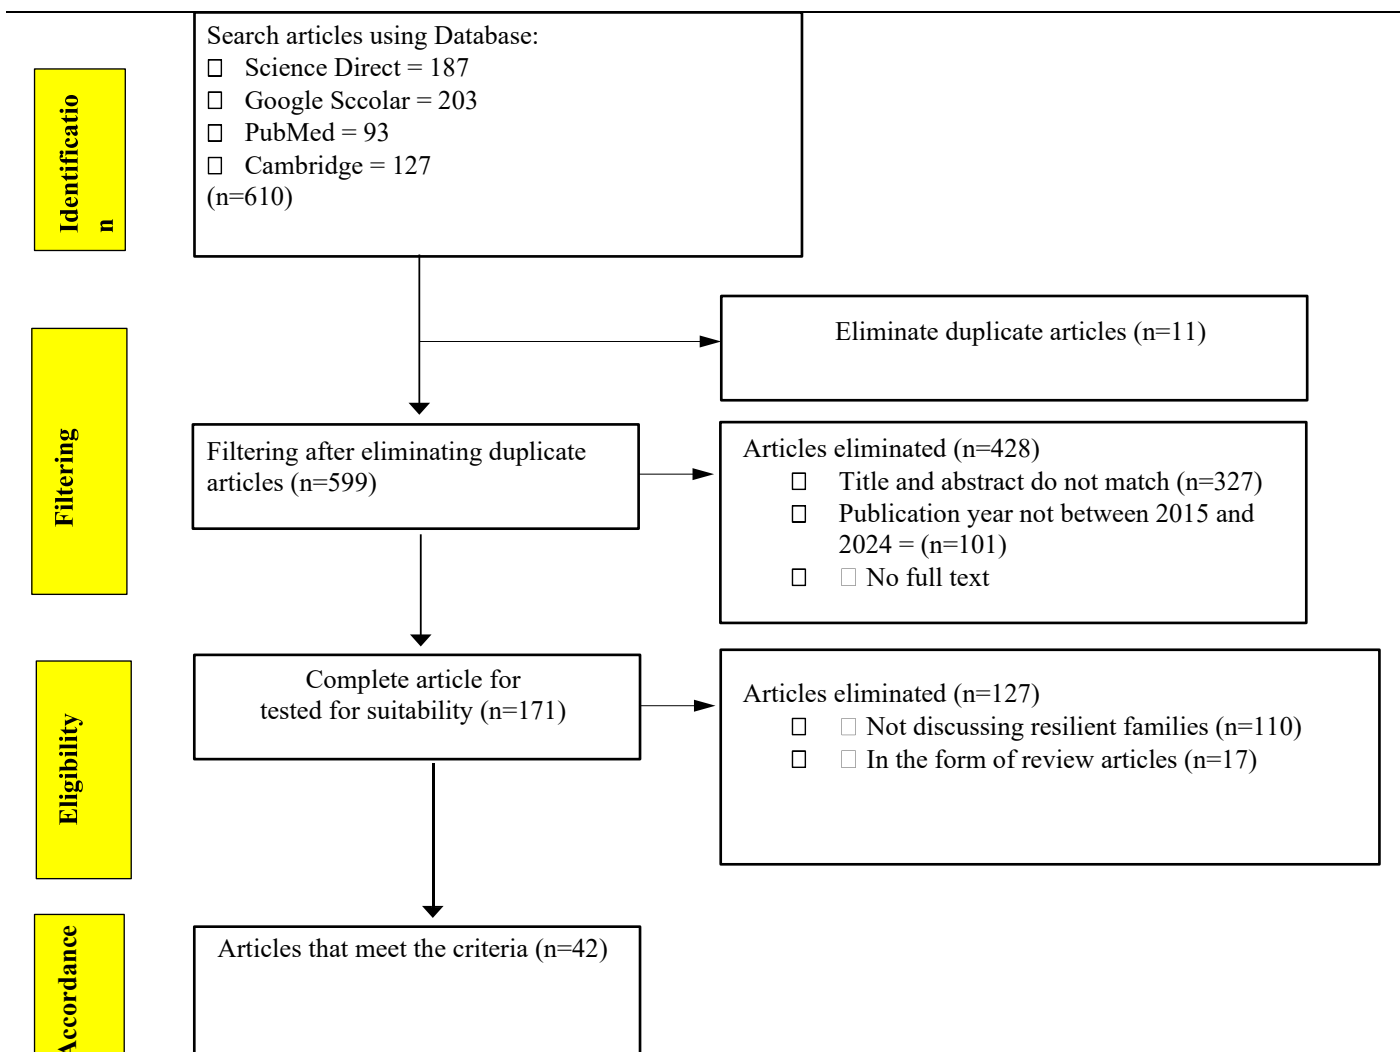 Search articles using Database:
Science Direct = 187
Google Sccolar = 203
PubMed = 93
Cambridge = 127
(n=610)
Identificatio
n
Eliminate duplicate articles (n=11)
Filtering
Filtering after eliminating duplicate
articles (n=599)
Articles eliminated (n=428)
Title and abstract do not match (n=327)
Publication year not between 2015 and
2024 = (n=101)
No full text
Eligibility
Complete article for
tested for suitability (n=171)
Articles eliminated (n=127)
Not discussing resilient families (n=110)
In the form of review articles (n=17)
Accordance
Articles that meet the criteria (n=42)